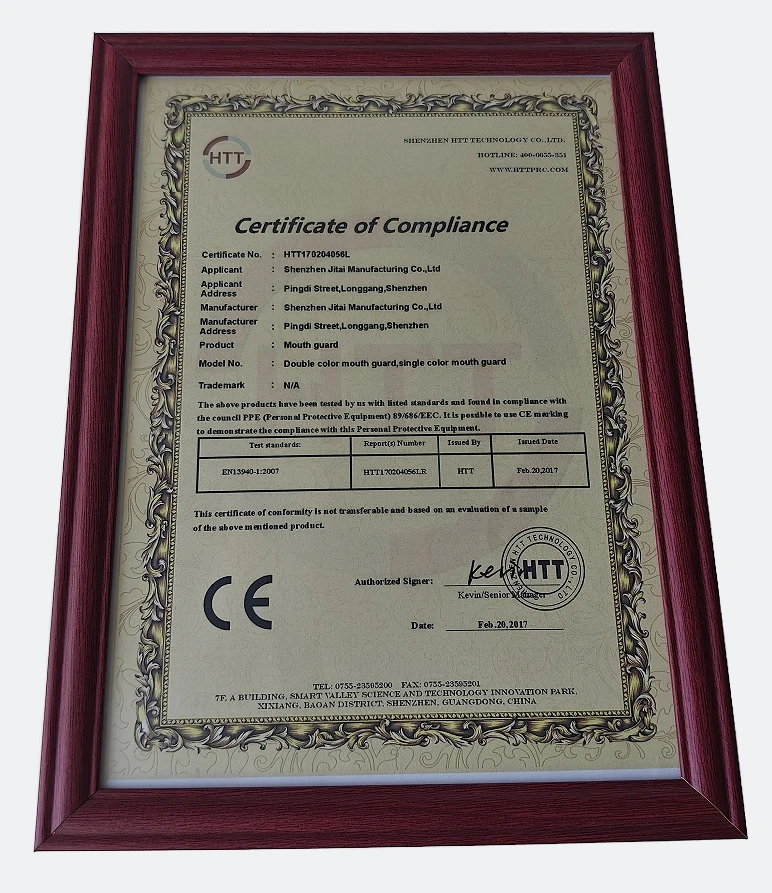 HTT
SHENZHEN HTT TECHNOLOGY CO.,LTD.
HOTLINE: 400-6655-351
WWW.HTTPRC.COM
Certificate of Compliance
Certificate No. : HTT170204056L
Applicant : Shenzhen Jitai Manufacturing Co.,Ltd
Applicant Address : Pingdi Street,Longgang,Shenzhen
Manufacturer : Shenzhen Jitai Manufacturing Co.,Ltd
Manufacturer Address : Pingdi Street,Longgang,Shenzhen
Product : Mouth guard
Model No. : Double color mouth guard,single color mouth guard
Trademark : N/A
The above products have been tested by us with listed standards and found in compliance with
the council PPE (Personal Protective Equipment) 89/686/EEC. It is possible to use CE marking
to demonstrate the compliance with this Personal Protective Equipment.
Test standards: Report(s) Number Issued By Issued Date
EN13940-1:2007 HTT170204056LR HTT Feb.20,2017
This certificate of conformity is not transferable and based on an evaluation of a sample
of the above mentioned product.
CE
Authorized Signer: Kevin
HTT
SHENZHEN HTT TECHNOLOGY CO.,LTD
Kevin/Senior Manager
Date: Feb.20,2017
TEL: 0755-23595200 FAX: 0755-23595201
7F, A BUILDING, SMART VALLEY SCIENCE AND TECHNOLOGY INNOVATION PARK,
XIXIANG, BAOAN DISTRICT, SHENZHEN, GUANGDONG, CHINA